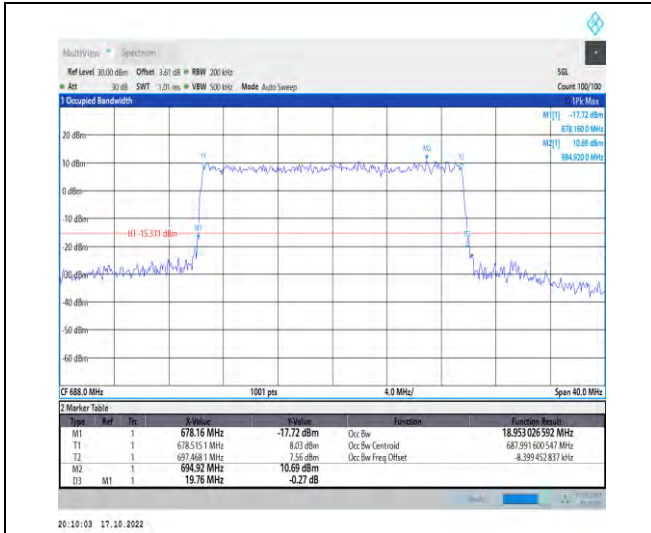 MultiView Spectrum
Ref Level 30.00 dBm Offset 3.61 dB RBW 200 kHz SGL
Att 30 dB SWT 1.01 ms VBW 500 kHz Mode Auto Sweep Count 100/100
1 Occupied Bandwidth 1Pk Max
M1[1] -17.72 dBm
678.160 0 MHz
M2[1] 10.69 dBm
694.920 0 MHz
20 dBm
T1 M2 T2
10 dBm
0 dBm
-10 dBm
M1
H1 -15.311 dBm
-30 dBm
-40 dBm
-50 dBm
-60 dBm
CF 688.0 MHz 1001 pts 4.0 MHz/ Span 40.0 MHz
2 Marker Table
Type Ref Trc X-Value Y-Value Function Function Result
M1 1 678.16 MHz -17.72 dBm Occ Bw 18.953 026 592 MHz
T1 1 678.515 1 MHz 8.03 dBm Occ Bw Centroid 687.991 600 547 MHz
T2 1 697.468 1 MHz 7.56 dBm Occ Bw Freq Offset -8.399 452 837 kHz
M2 1 694.92 MHz 10.69 dBm
D3 M1 1 19.76 MHz -0.27 dB
20:10:03 17.10.2022